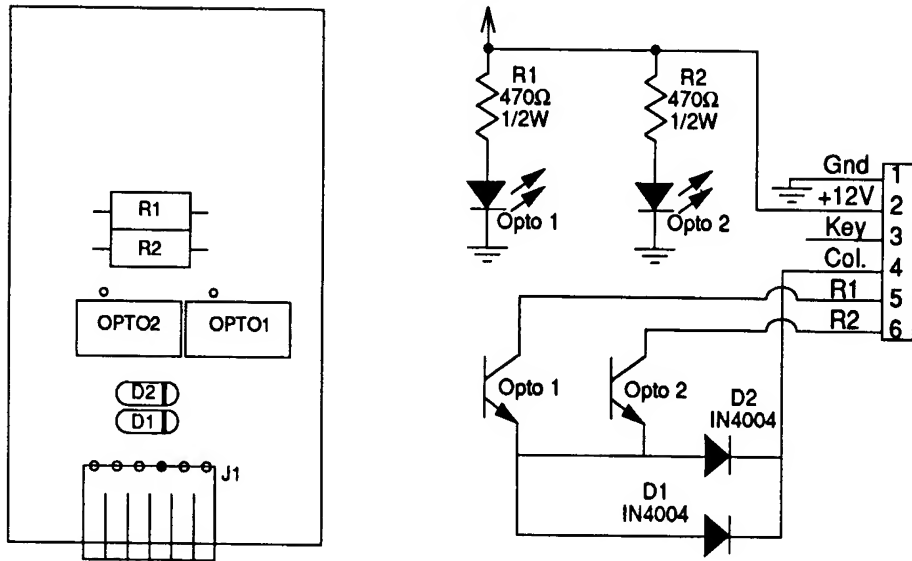 R1
R2
OPTO2
OPTO1
D2
D1
J1
R1
470Ω
1/2W
R2
470Ω
1/2W
Opto 1
Opto 2
Gnd
1
+12V
2
Key
3
Col.
4
R1
5
R2
6
Opto 1
Opto 2
D2
IN4004
D1
IN4004